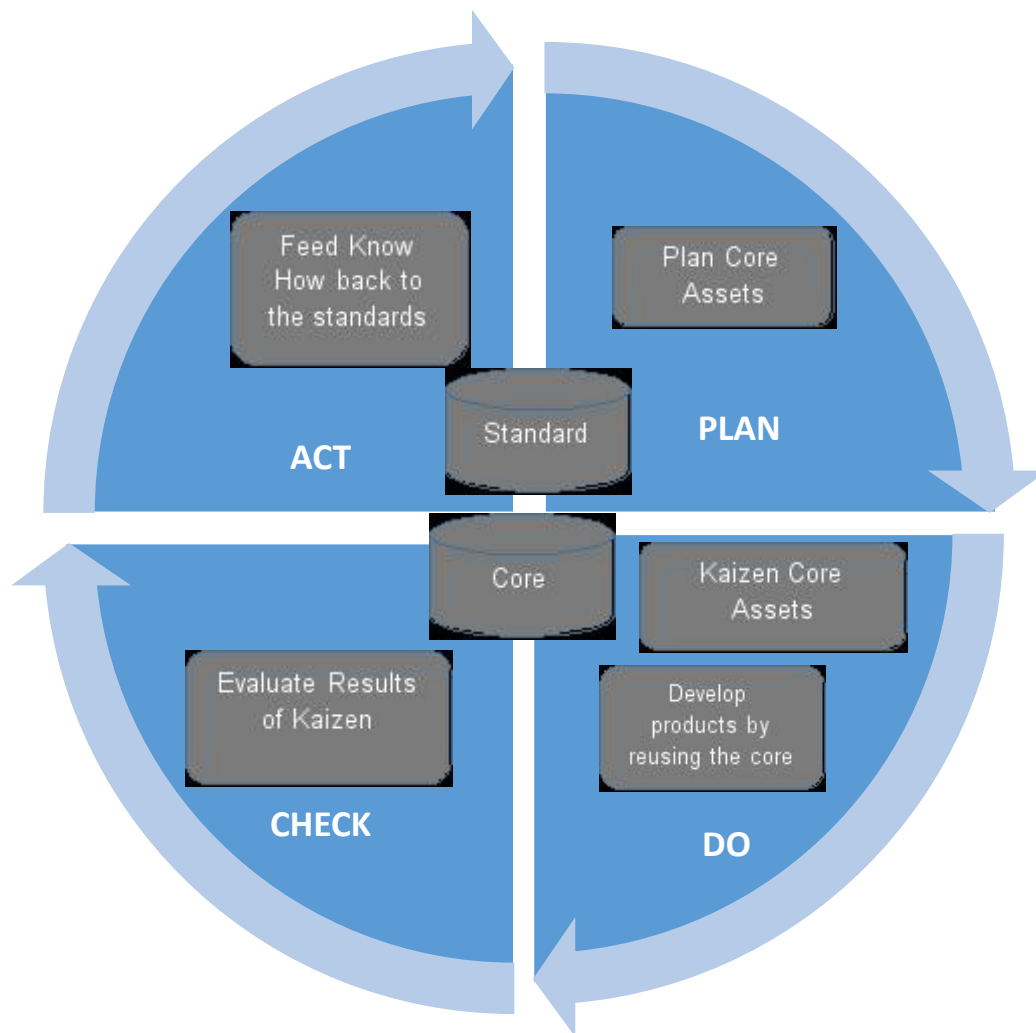 Feed Know
How back to
the standards
ACT
Plan Core
Assets
PLAN
Standard
Core
Kaizen Core
Assets
Develop
products by
reusing the core
DO
Evaluate Results
of Kaizen
CHECK